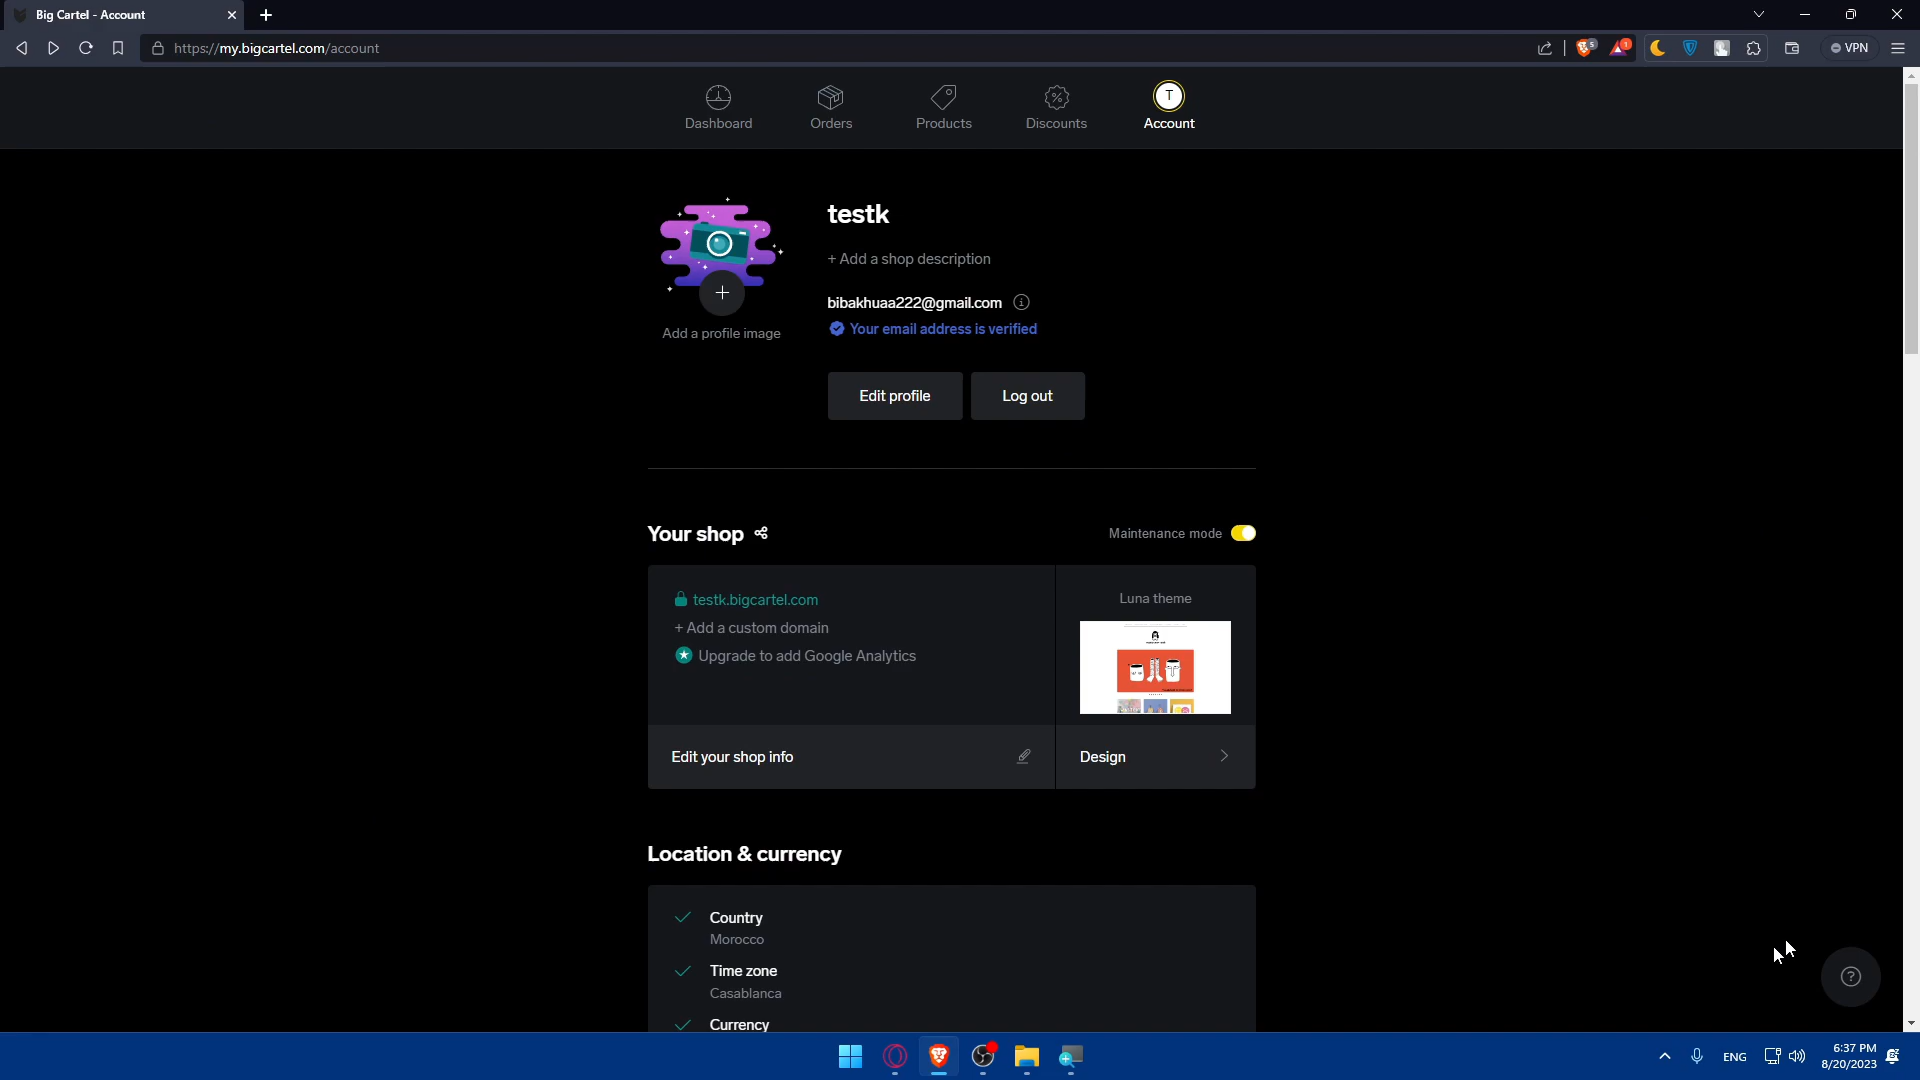 Big Cartel - Account
https://my.bigcartel.com/account
5
1
VPN
Dashboard
Orders
Products
Discounts
T
Account
testk
+ Add a shop description
bibakhuaa222@gmail.com
Your email address is verified
Add a profile image
Edit profile
Log out
Your shop
Maintenance mode
testk.bigcartel.com
+ Add a custom domain
Upgrade to add Google Analytics
Luna theme
Edit your shop info
Design
Location & currency
Country
Morocco
Time zone
Casablanca
Currency
ENG
6:37 PM
8/20/2023